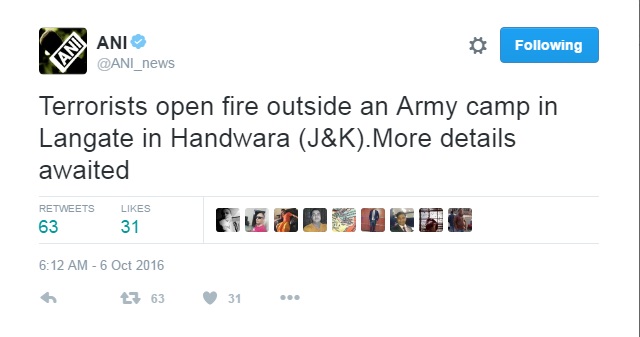 ANI
ANI
@ANI_news
Following
Terrorists open fire outside an Army camp in
Langate in Handwara (J&K).More details
awaited
RETWEETS LIKES
63 31
6:12 AM - 6 Oct 2016
63 31